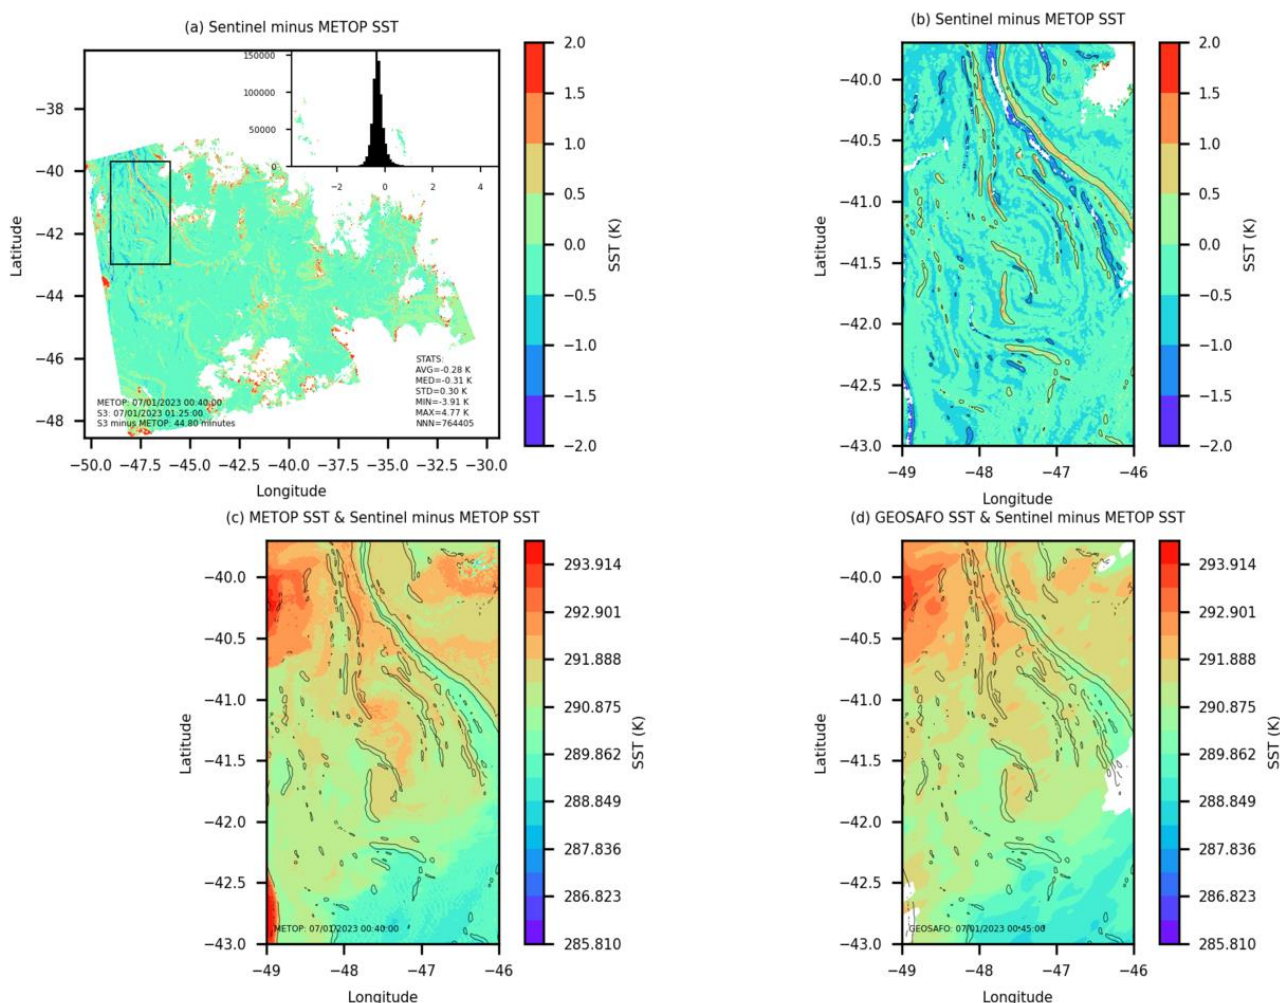 (a) Sentinel minus METOP SST
150000
100000
50000
0
−2 0 2 4
−38
−40
−42
−44
−46
−48
Latitude
−50.0 −47.5 −45.0 −42.5 −40.0 −37.5 −35.0 −32.5 −30.0
Longitude
METOP: 07/01/2023 00:40:00
S3: 07/01/2023 01:25:00
S3 minus METOP: 44.80 minutes
STATS:
AVG=-0.28 K
MED=-0.31 K
STD=0.30 K
MIN=-3.91 K
MAX=4.77 K
NNN=764405
2.0
1.5
1.0
0.5
0.0
−0.5
−1.0
−1.5
−2.0
SST (K)
(b) Sentinel minus METOP SST
−40.0
−40.5
−41.0
−41.5
−42.0
−42.5
−43.0
Latitude
−49 −48 −47 −46
Longitude
2.0
1.5
1.0
0.5
0.0
−0.5
−1.0
−1.5
−2.0
SST (K)
(c) METOP SST & Sentinel minus METOP SST
−40.0
−40.5
−41.0
−41.5
−42.0
−42.5
−43.0
Latitude
METOP: 07/01/2023 00:40:00
−49 −48 −47 −46
Longitude
293.914
292.901
291.888
290.875
289.862
288.849
287.836
286.823
285.810
SST (K)
(d) GEOSAFO SST & Sentinel minus METOP SST
−40.0
−40.5
−41.0
−41.5
−42.0
−42.5
−43.0
Latitude
GEOSAFO: 07/01/2023 00:45:00
−49 −48 −47 −46
Longitude
293.914
292.901
291.888
290.875
289.862
288.849
287.836
286.823
285.810
SST (K)